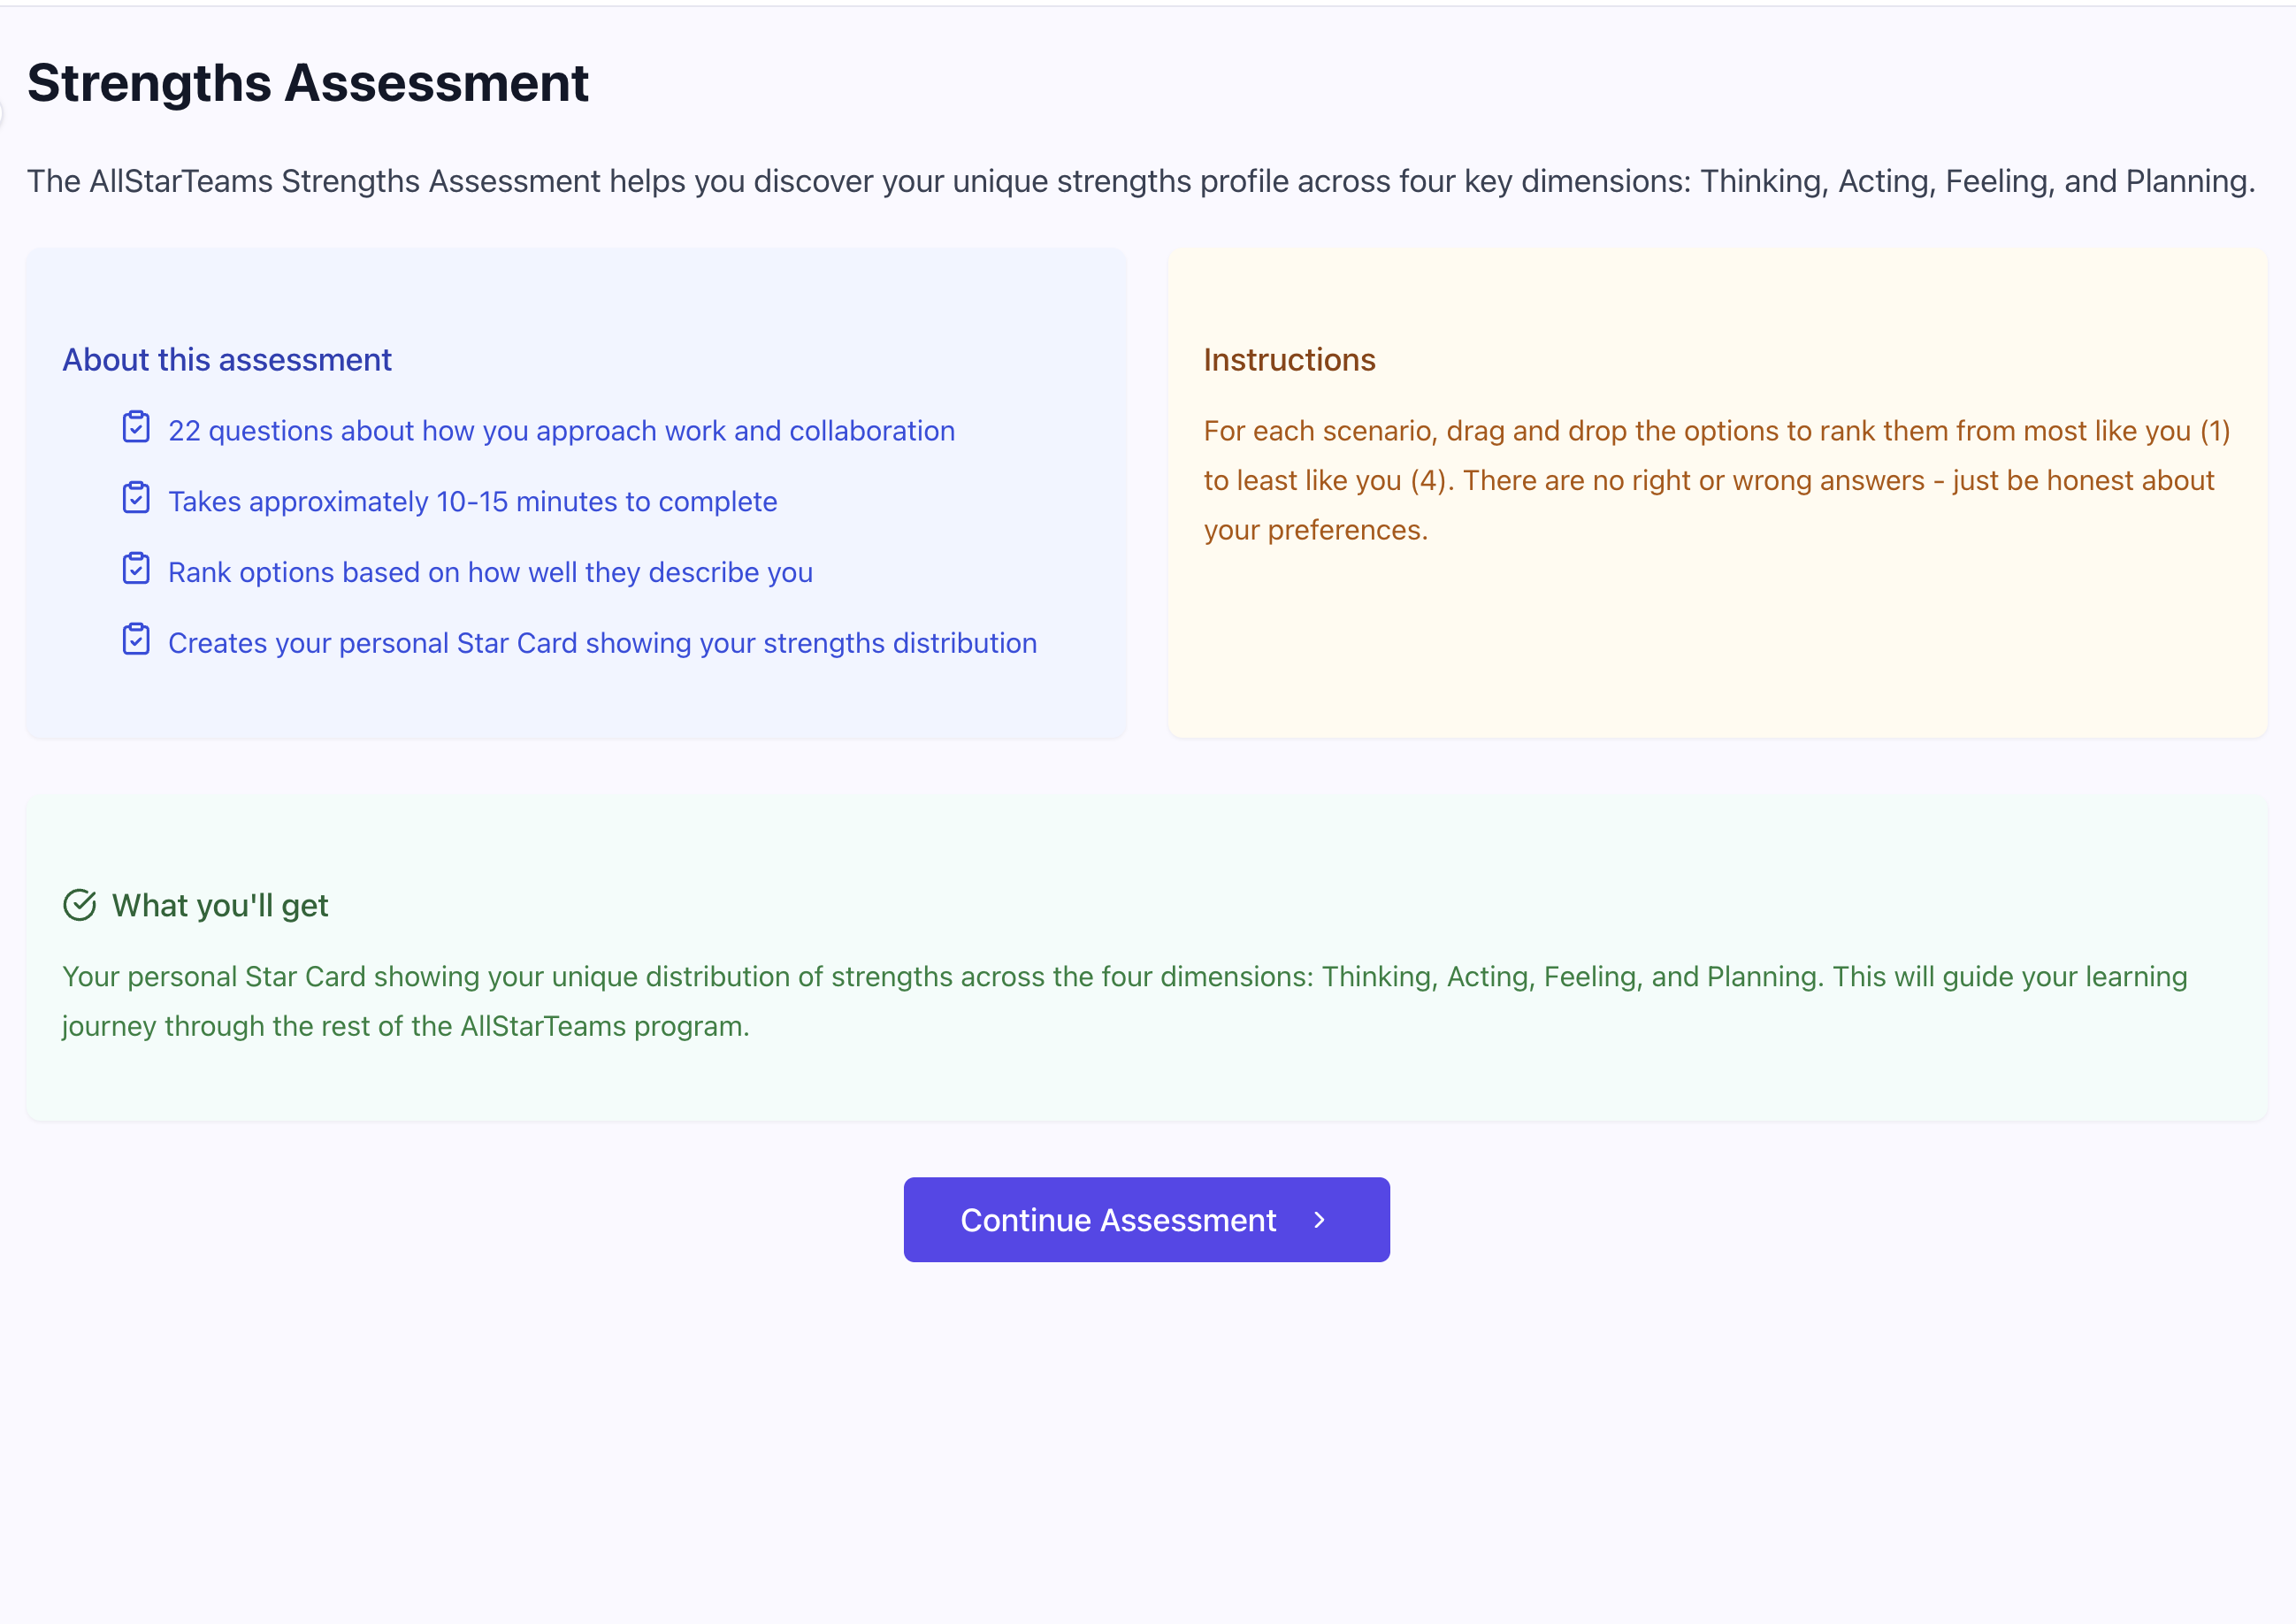 Strengths Assessment
The AllStarTeams Strengths Assessment helps you discover your unique strengths profile across four key dimensions: Thinking, Acting, Feeling, and Planning.
About this assessment
22 questions about how you approach work and collaboration
Takes approximately 10-15 minutes to complete
Rank options based on how well they describe you
Creates your personal Star Card showing your strengths distribution
Instructions
For each scenario, drag and drop the options to rank them from most like you (1)
to least like you (4). There are no right or wrong answers - just be honest about
your preferences.
What you'll get
Your personal Star Card showing your unique distribution of strengths across the four dimensions: Thinking, Acting, Feeling, and Planning. This will guide your learning
journey through the rest of the AllStarTeams program.
Continue Assessment